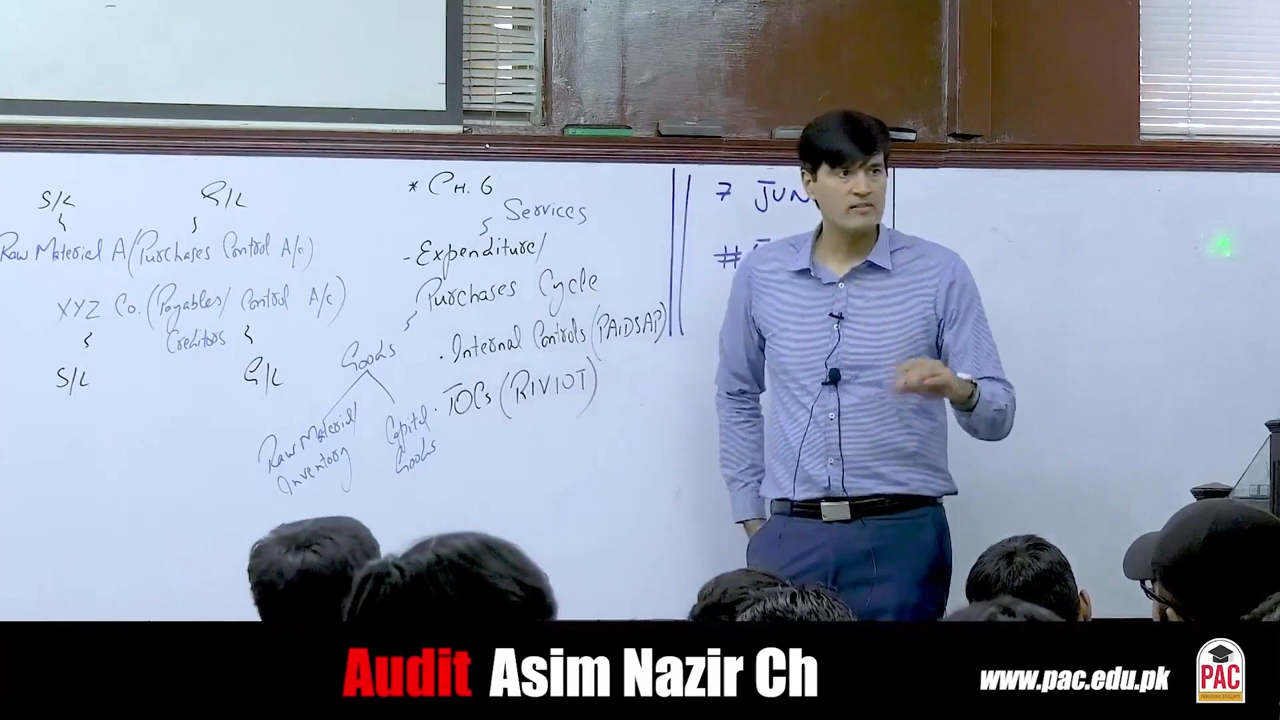 S/L G/L
Raw Material A/(Purchases Control A/c)
XYZ Co. (Payables/ Control A/c)
Creditors
S/L G/L
* CH. 6
Services
- Expenditure/
Purchases Cycle
Goods
Raw Material/
Inventory
Capital
Goods
. Internal Controls (PAIDSAP)
. TOCs (RIVIOT)
7 JUN
#
Audit Asim Nazir Ch
www.pac.edu.pk
PAC